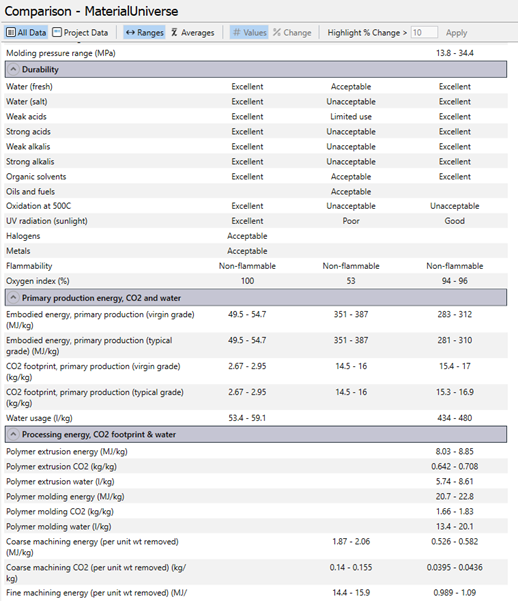 Comparison - MaterialUniverse
All Data Project Data Ranges Averages # Values % Change Highlight % Change > 10 Apply
Molding pressure range (MPa) 13.8 - 34.4
Durability
Water (fresh) Excellent Acceptable Excellent
Water (salt) Excellent Unacceptable Excellent
Weak acids Excellent Limited use Excellent
Strong acids Excellent Unacceptable Excellent
Weak alkalis Excellent Unacceptable Excellent
Strong alkalis Excellent Unacceptable Excellent
Organic solvents Excellent Acceptable Excellent
Oils and fuels Acceptable
Oxidation at 500C Excellent Unacceptable Unacceptable
UV radiation (sunlight) Excellent Poor Good
Halogens Acceptable
Metals Acceptable
Flammability Non-flammable Non-flammable Non-flammable
Oxygen index (%) 100 53 94 - 96
Primary production energy, CO2 and water
Embodied energy, primary production (virgin grade) 49.5 - 54.7 351 - 387 283 - 312
(MJ/kg)
Embodied energy, primary production (typical 49.5 - 54.7 351 - 387 281 - 310
grade) (MJ/kg)
CO2 footprint, primary production (virgin grade) 2.67 - 2.95 14.5 - 16 15.4 - 17
(kg/kg)
CO2 footprint, primary production (typical grade) 2.67 - 2.95 14.5 - 16 15.3 - 16.9
(kg/kg)
Water usage (l/kg) 53.4 - 59.1 434 - 480
Processing energy, CO2 footprint & water
Polymer extrusion energy (MJ/kg) 8.03 - 8.85
Polymer extrusion CO2 (kg/kg) 0.642 - 0.708
Polymer extrusion water (l/kg) 5.74 - 8.61
Polymer molding energy (MJ/kg) 20.7 - 22.8
Polymer molding CO2 (kg/kg) 1.66 - 1.83
Polymer molding water (l/kg) 13.4 - 20.1
Coarse machining energy (per unit wt removed) 1.87 - 2.06 0.526 - 0.582
(MJ/kg)
Coarse machining CO2 (per unit wt removed) (kg/ 0.14 - 0.155 0.0395 - 0.0436
kg)
Fine machining energy (per unit wt removed) (MJ/ 14.4 - 15.9 0.989 - 1.09